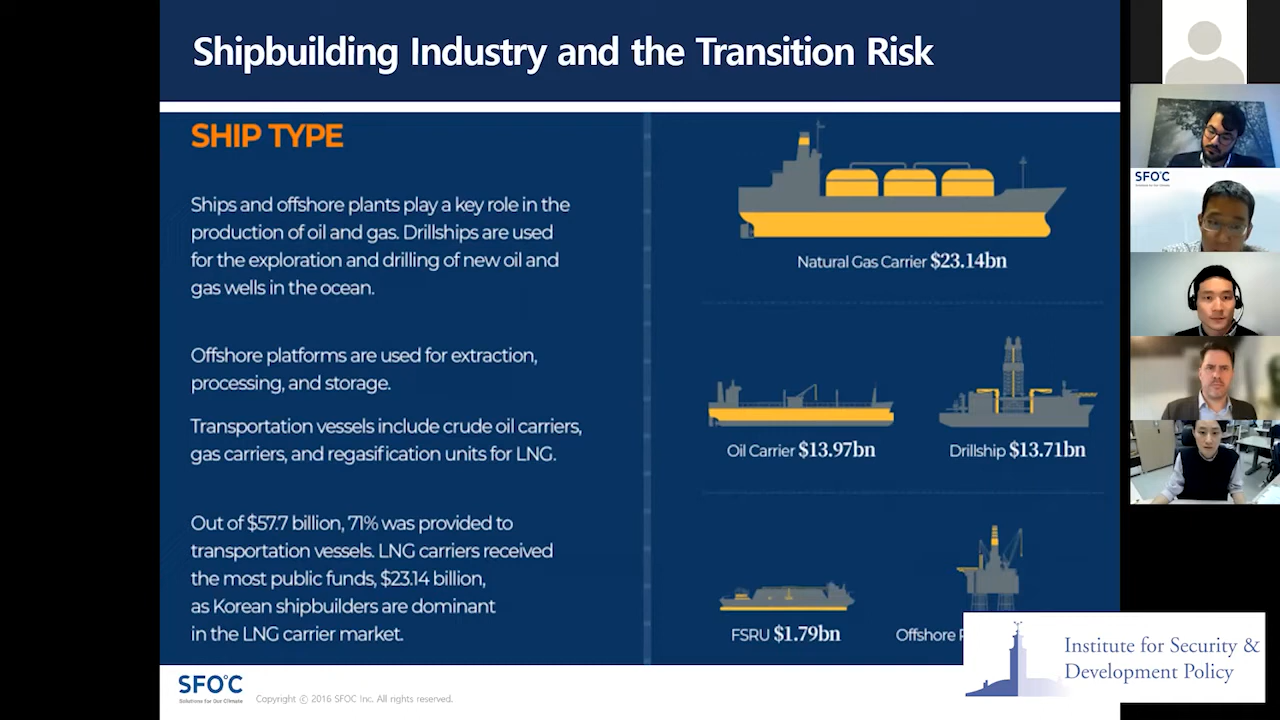 Shipbuilding Industry and the Transition Risk
SHIP TYPE
Ships and offshore plants play a key role in the
production of oil and gas. Drillships are used
for the exploration and drilling of new oil and
gas wells in the ocean.
Offshore platforms are used for extraction,
processing, and storage.
Transportation vessels include crude oil carriers,
gas carriers, and regasification units for LNG.
Out of $57.7 billion, 71% was provided to
transportation vessels. LNG carriers received
the most public funds, $23.14 billion,
as Korean shipbuilders are dominant
in the LNG carrier market.
Natural Gas Carrier $23.14bn
Oil Carrier $13.97bn
Drillship $13.71bn
FSRU $1.79bn
Offshore
SFOC
Solutions for Our Climate
Copyright ⓒ 2016 SFOC Inc. All rights reserved.
SFOC
Institute for Security &
Development Policy